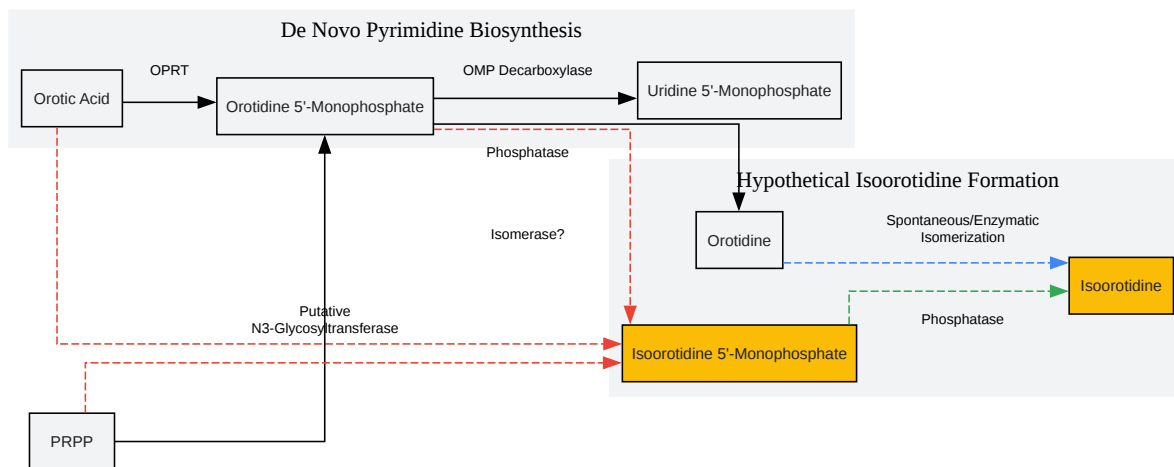 De Novo Pyrimidine Biosynthesis
OPRT
OMP Decarboxylase
Orotic Acid
Orotidine 5'-Monophosphate
Uridine 5'-Monophosphate
Phosphatase
Hypothetical Isoorotidine Formation
Isomerase?
Orotidine
Spontaneous/Enzymatic
Isomerization
Isoorotidine
Putative
N3-Glycosyltransferase
Phosphatase
Isoorotidine 5'-Monophosphate
PRPP